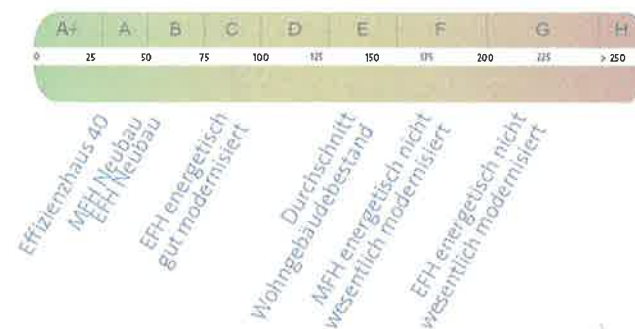 A+ A B C D E F G H
0 25 50 75 100 125 150 175 200 225 > 250
Effizienzhaus 40
MFH Neubau
EFH Neubau
EFH energetisch
gut modernisiert
Durchschnitt
Wohngebäudebestand
MFH energetisch nicht
wesentlich modernisiert
EFH energetisch nicht
wesentlich modernisiert